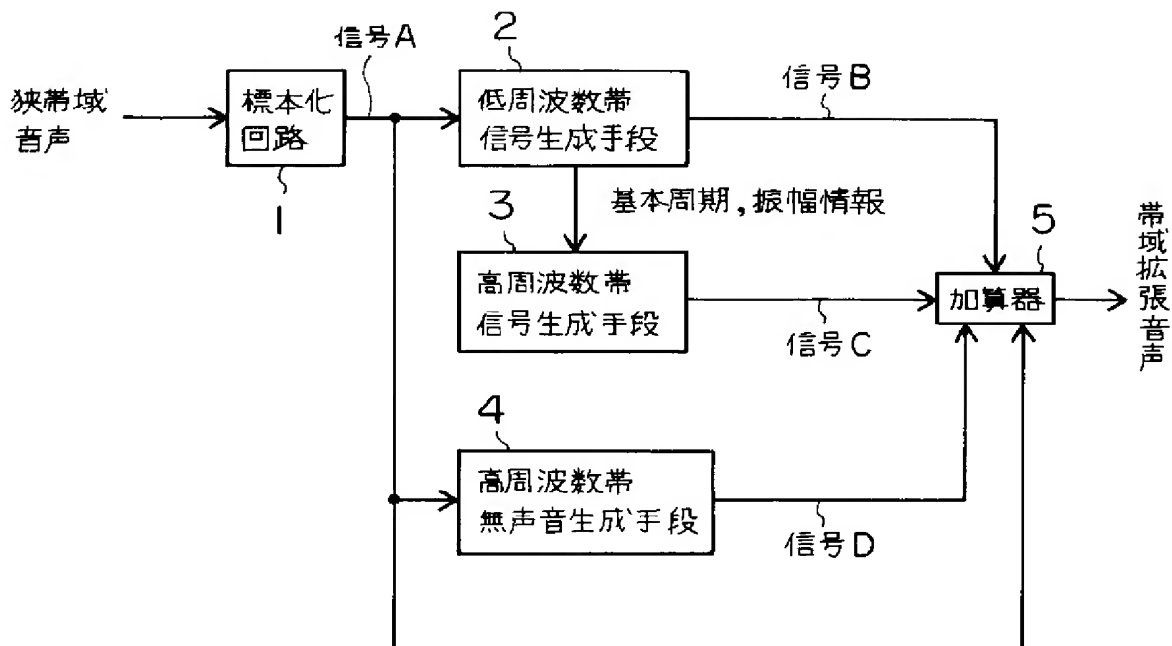 狭帯域
音声
標本化
回路
1
信号A
2
低周波数帯
信号生成手段
信号B
基本周期,振幅情報
3
高周波数帯
信号生成手段
信号C
5
加算器
帯域拡張音声
4
高周波数帯
無声音生成手段
信号D